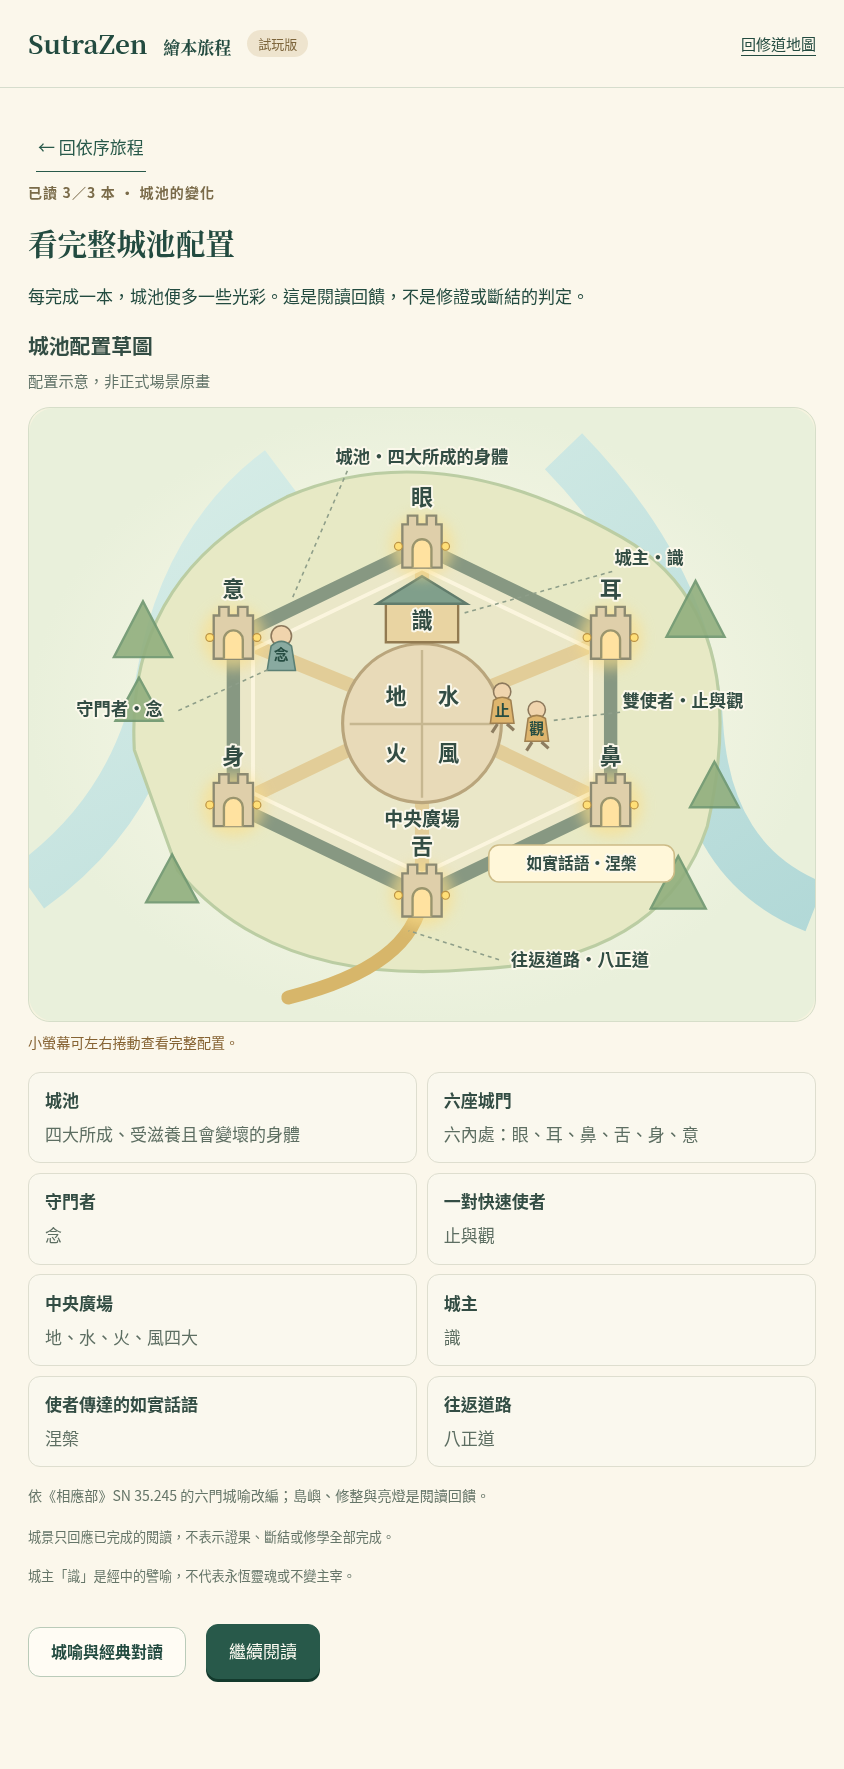 SutraZen 繪本旅程 試玩版 回修道地圖
← 回依序旅程
已讀 3／3 本 · 城池的變化
看完整城池配置
每完成一本，城池便多一些光彩。這是閱讀回饋，不是修證或斷結的判定。
城池配置草圖
配置示意，非正式場景原畫
城池·四大所成的身體
眼
城主·識
意
耳
識
念
地 水
守門者·念
止
觀
雙使者·止與觀
火 風
身
鼻
中央廣場
舌
如實話語·涅槃
往返道路·八正道
小螢幕可左右捲動查看完整配置。
城池
四大所成、受滋養且會變壞的身體
六座城門
六內處：眼、耳、鼻、舌、身、意
守門者
念
一對快速使者
止與觀
中央廣場
地、水、火、風四大
城主
識
使者傳達的如實話語
涅槃
往返道路
八正道
依《相應部》SN 35.245 的六門城喻改編；島嶼、修整與亮燈是閱讀回饋。
城景只回應已完成的閱讀，不表示證果、斷結或修學全部完成。
城主「識」是經中的譬喻，不代表永恆靈魂或不變主宰。
城喻與經典對讀 繼續閱讀